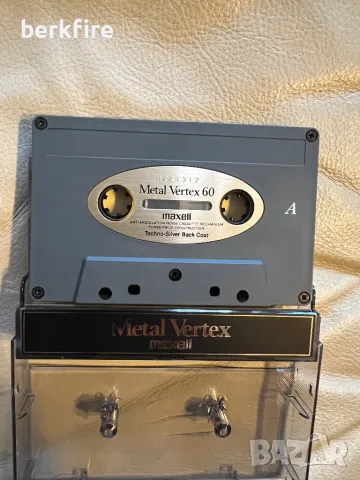 berkfire
Metal Vertex 60
maxell
ANTI-MODULATION NOISE CASSETTE MECHANISM
THREE-PIECE CONSTRUCTION
Techno-Silver Back Coat
A
Metal Vertex
maxell
BAZAR